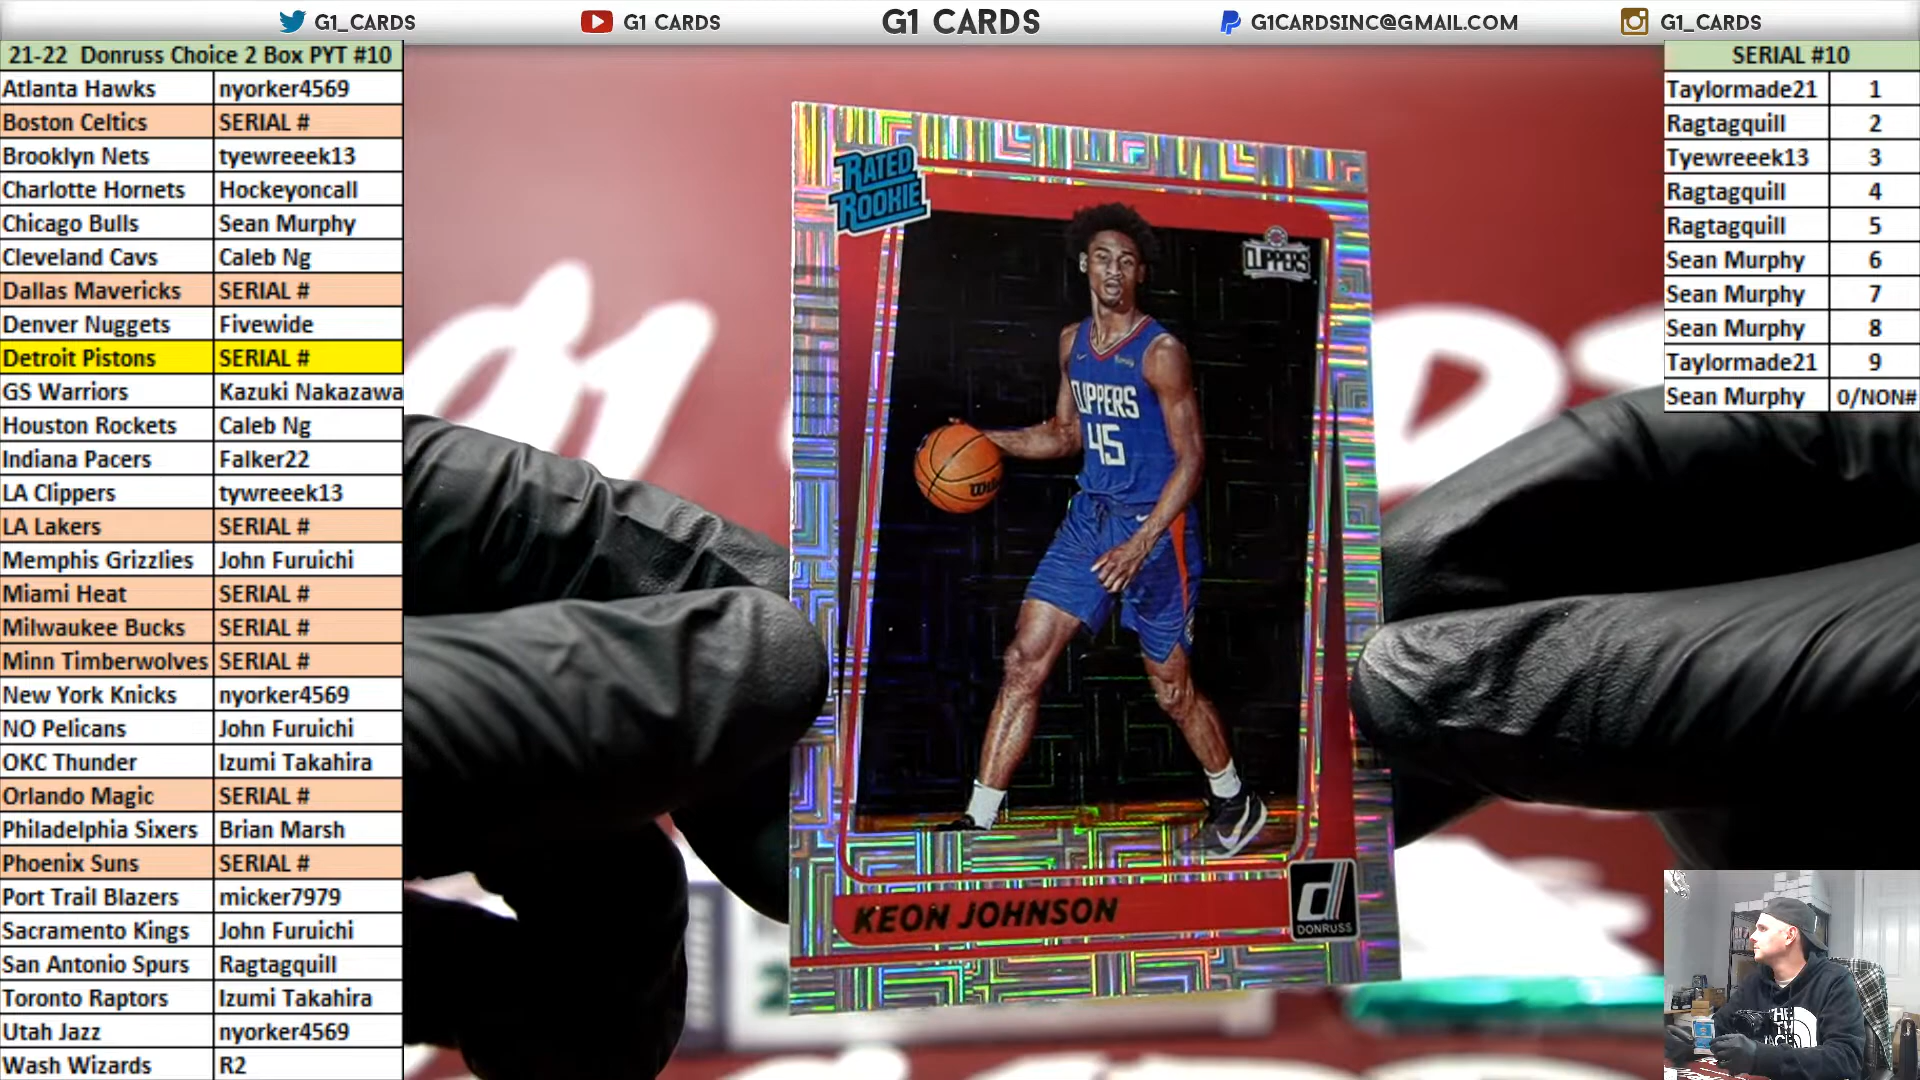 G1_CARDS
G1 CARDS
G1 CARDS
G1CARDSINC@GMAIL.COM
G1_CARDS
21-22 Donruss Choice 2 Box PYT #10
Atlanta Hawks nyorker4569
Boston Celtics SERIAL #
Brooklyn Nets tyewreeek13
Charlotte Hornets Hockeyoncall
Chicago Bulls Sean Murphy
Cleveland Cavs Caleb Ng
Dallas Mavericks SERIAL #
Denver Nuggets Fivewide
Detroit Pistons SERIAL #
GS Warriors Kazuki Nakazawa
Houston Rockets Caleb Ng
Indiana Pacers Falker22
LA Clippers tywreeek13
LA Lakers SERIAL #
Memphis Grizzlies John Furuichi
Miami Heat SERIAL #
Milwaukee Bucks SERIAL #
Minn Timberwolves SERIAL #
New York Knicks nyorker4569
NO Pelicans John Furuichi
OKC Thunder Izumi Takahira
Orlando Magic SERIAL #
Philadelphia Sixers Brian Marsh
Phoenix Suns SERIAL #
Port Trail Blazers micker7979
Sacramento Kings John Furuichi
San Antonio Spurs Ragtagquill
Toronto Raptors Izumi Takahira
Utah Jazz nyorker4569
Wash Wizards R2
RATED
ROOKIE
CLIPPERS
CLIPPERS
45
KEON JOHNSON
DONRUSS
SERIAL #10
Taylormade21 1
Ragtagquill 2
Tyewreeek13 3
Ragtagquill 4
Ragtagquill 5
Sean Murphy 6
Sean Murphy 7
Sean Murphy 8
Taylormade21 9
Sean Murphy 0/NON#
THE